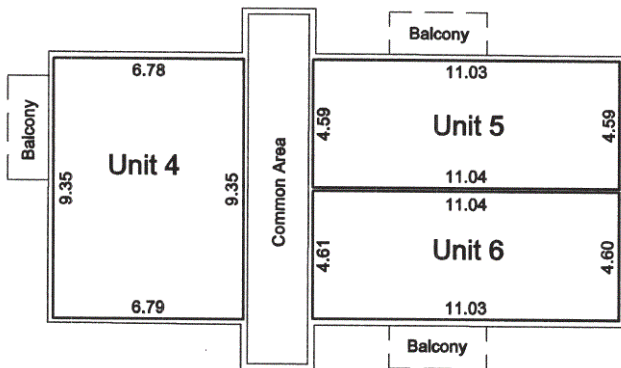 Balcony
6.78
11.03
Balcony
9.35
Unit 4
9.35
Common Area
4.59
Unit 5
4.59
11.04
11.04
4.61
Unit 6
4.60
6.79
11.03
Balcony